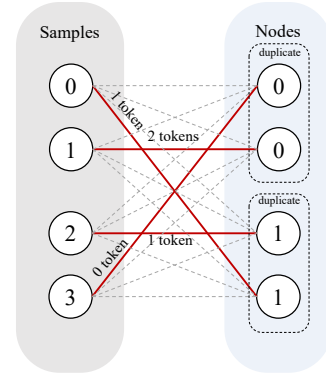 Samples
Nodes
duplicate
0
0
1 token
1
2 tokens
0
duplicate
2
1 token
1
0 token
3
1